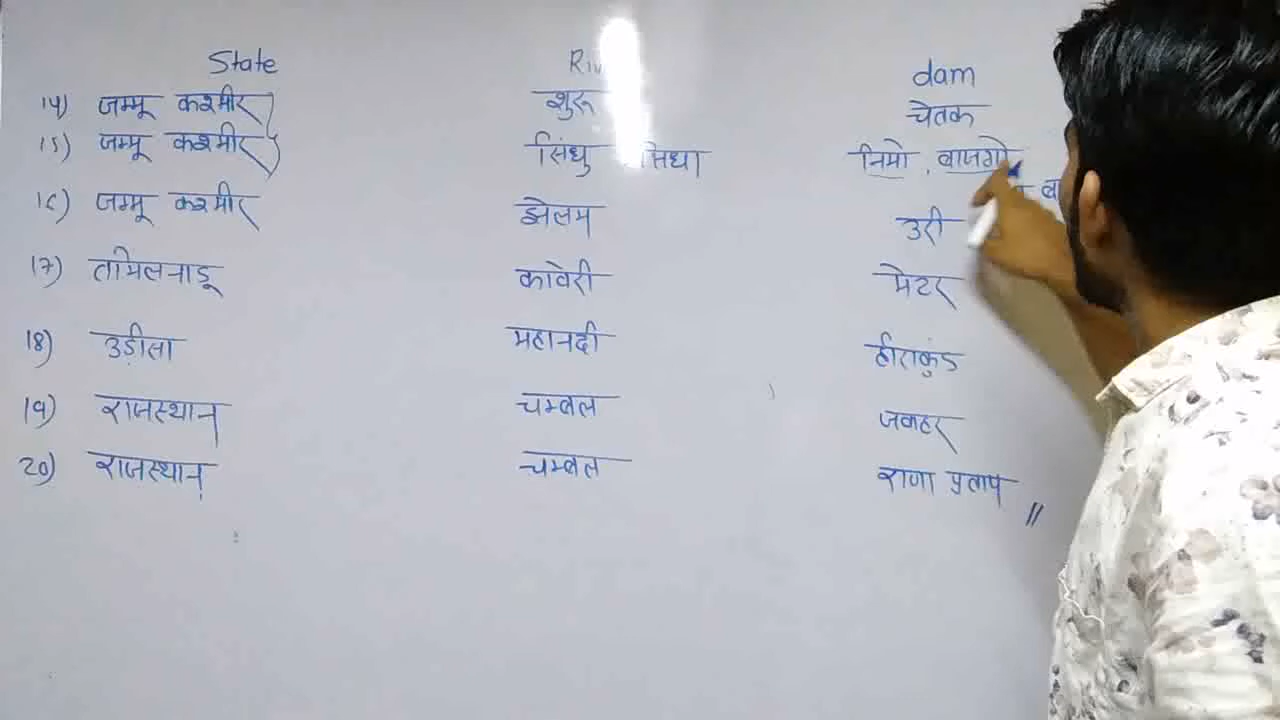 State Riv dam
14) जम्मू कश्मीर शुरू चेतक
15) जम्मू कश्मीर सिंधु सिधा निमो , बाजगो
16) जम्मू कश्मीर झेलम उरी
17) तमिलनाडू कावेरी मेटर
18) उड़ीसा महानदी हीराकुंड
19) राजस्थान चम्बल जवाहर
20) राजस्थान चम्बल राणा प्रताप //